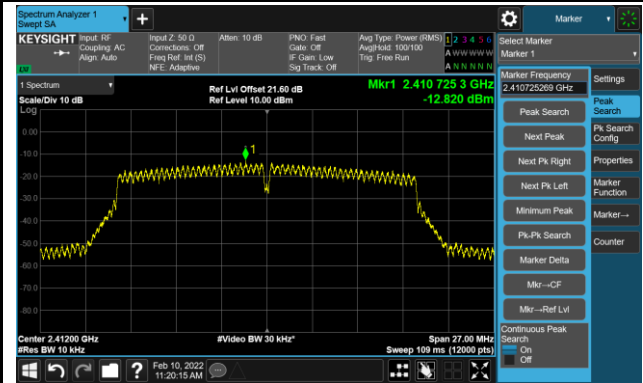 Spectrum Analyzer 1
Swept SA
+
Marker
KEYSIGHT
Input: RF
Coupling: AC
Align: Auto
Input Z: 50 Ω
Corrections: Off
Freq Ref: Int (S)
NFE: Adaptive
Atten: 10 dB
PNO: Fast
Gate: Off
IF Gain: Low
Sig Track: Off
Avg Type: Power (RMS)
Avg|Hold: 100/100
Trig: Free Run
1 2 3 4 5 6
A W W W W W
A N N N N N
Select Marker
Marker 1
1 Spectrum
Scale/Div 10 dB
Log
Ref Lvl Offset 21.60 dB
Ref Level 10.00 dBm
Mkr1 2.410 725 3 GHz
-12.820 dBm
0.00
-10.0
-20.0
-30.0
-40.0
-50.0
-60.0
-70.0
-80.0
1
Center 2.41200 GHz
#Res BW 10 kHz
#Video BW 30 kHz*
Span 27.00 MHz
Sweep 109 ms (12000 pts)
Marker Frequency
2.410725269 GHz
Peak Search
Next Peak
Next Pk Right
Next Pk Left
Minimum Peak
Pk-Pk Search
Marker Delta
Mkr→CF
Mkr→Ref Lvl
Continuous Peak
Search
On
Off
Settings
Peak
Search
Pk Search
Config
Properties
Marker
Function
Marker→
Counter
?
Feb 10, 2022
11:20:15 AM